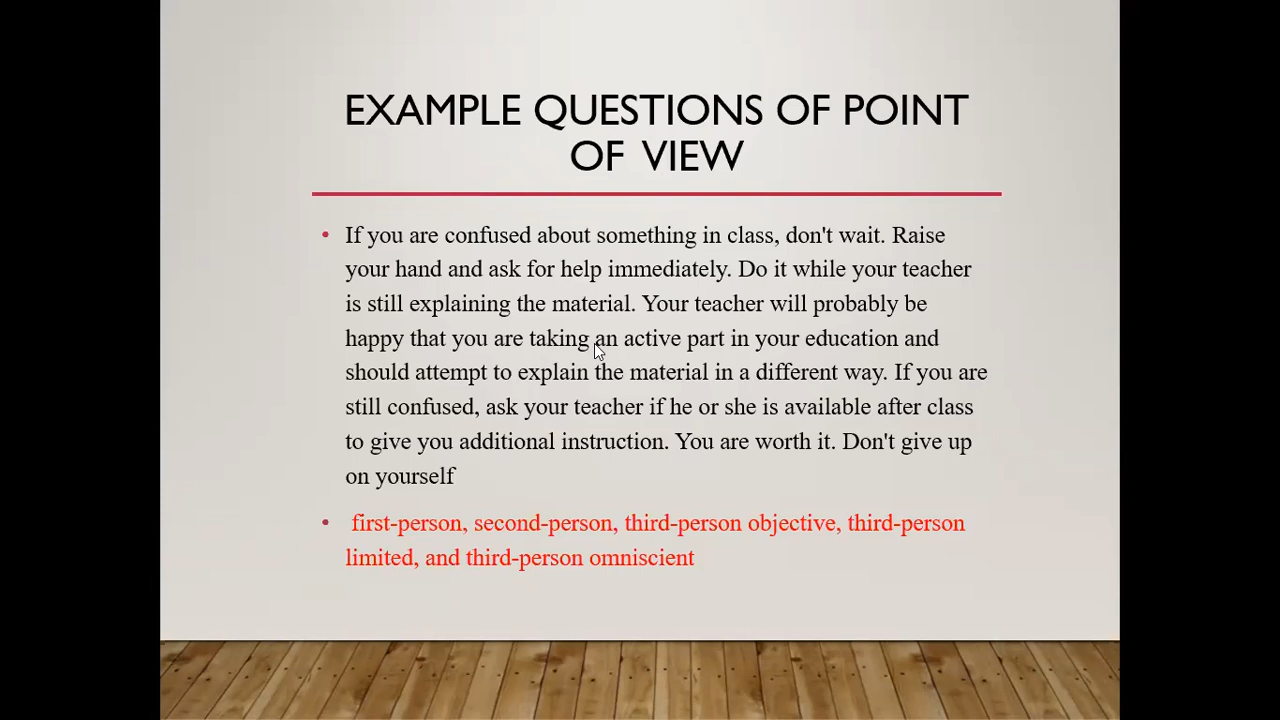 EXAMPLE QUESTIONS OF POINT
OF VIEW
• If you are confused about something in class, don't wait. Raise
your hand and ask for help immediately. Do it while your teacher
is still explaining the material. Your teacher will probably be
happy that you are taking an active part in your education and
should attempt to explain the material in a different way. If you are
still confused, ask your teacher if he or she is available after class
to give you additional instruction. You are worth it. Don't give up
on yourself
• first-person, second-person, third-person objective, third-person
limited, and third-person omniscient